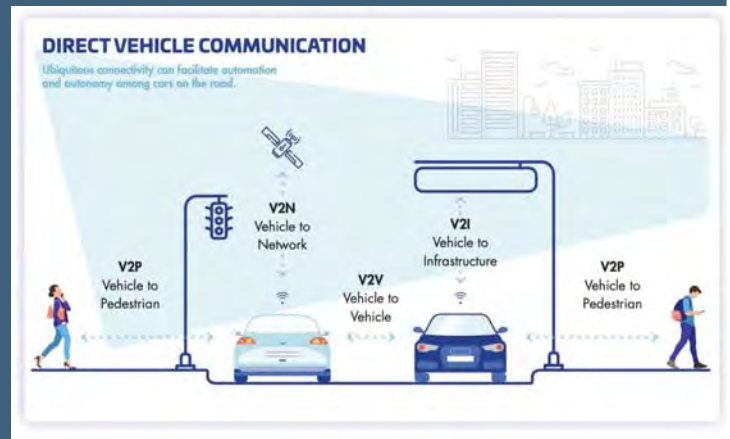 DIRECT VEHICLE COMMUNICATION
Ubiquitous connectivity can facilitate automation
and autonomy among cars on the road.
V2N
Vehicle to
Network
V2I
Vehicle to
Infrastructure
V2P
Vehicle to
Pedestrian
V2V
Vehicle to
Vehicle
V2P
Vehicle to
Pedestrian